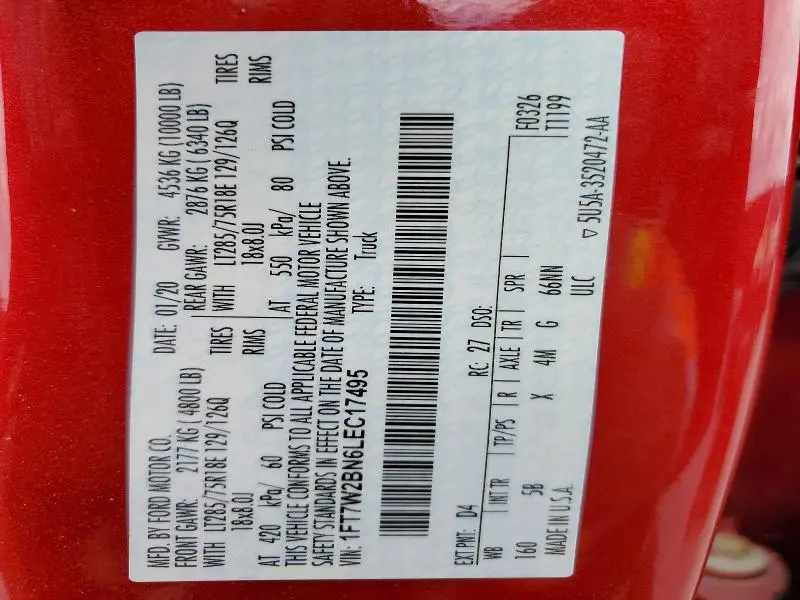 MFD. BY FORD MOTOR CO.
DATE: 01/20 GVWR: 4536 KG (10000 LB)
FRONT GAWR: 2177 KG (4800 LB)
REAR GAWR: 2876 KG (6340 LB)
WITH LT285/75R18E 129/126Q TIRES
WITH LT285/75R18E 129/126Q TIRES
18x8.0J RIMS
18x8.0J RIMS
AT 420 kPa/ 60 PSI COLD
AT 550 kPa/ 80 PSI COLD
THIS VEHICLE CONFORMS TO ALL APPLICABLE FEDERAL MOTOR VEHICLE
SAFETY STANDARDS IN EFFECT ON THE DATE OF MANUFACTURE SHOWN ABOVE.
VIN: 1FT7W2BN6LEC17495 TYPE: Truck
F0326
T1199
EXT PNT: D4 RC: 27 DSO:
WB INT TR TP/PS R AXLE TR SPR
160 5B X 4M G 66NN
MADE IN U.S.A. ULC
▽ 5U5A-3520472-AA